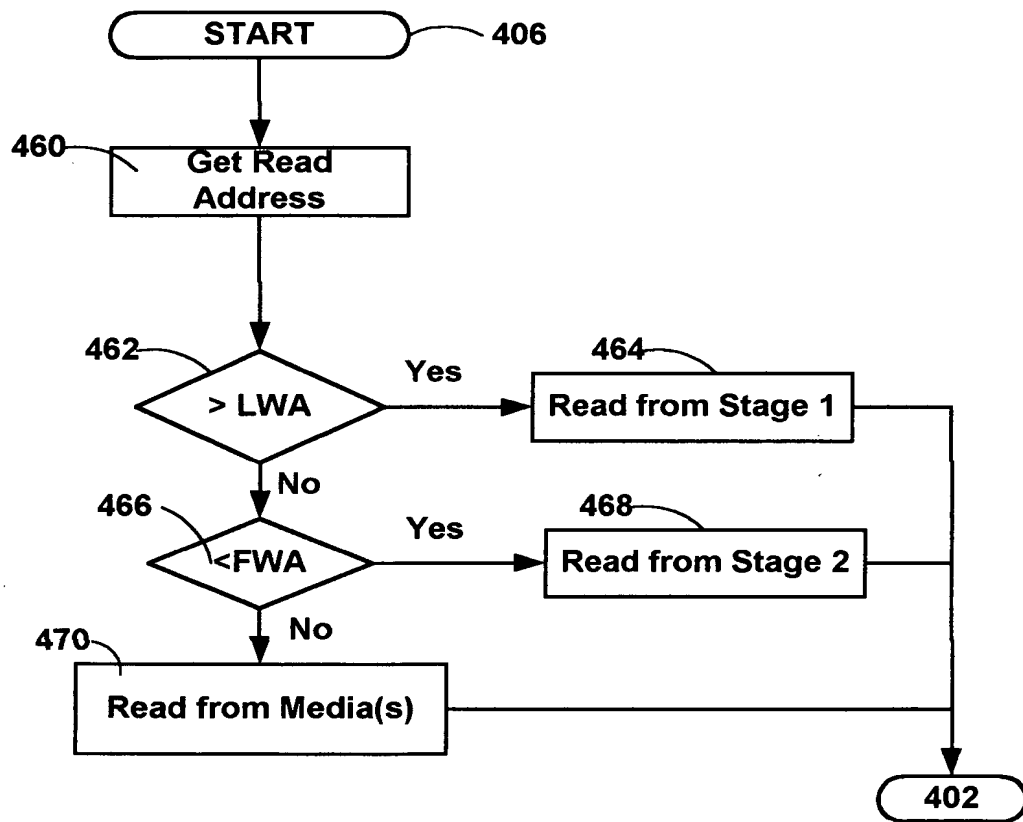 START
406
460
Get Read
Address
462
> LWA
Yes
464
Read from Stage 1
No
466
<FWA
Yes
468
Read from Stage 2
No
470
Read from Media(s)
402